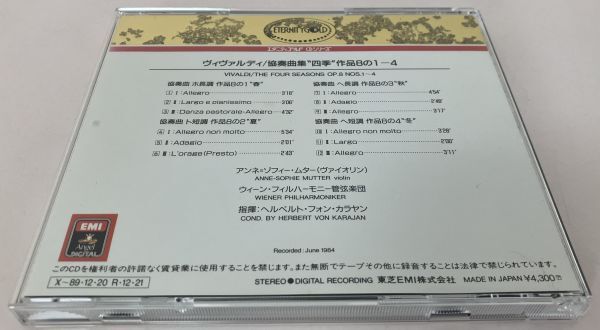 ETERNITY GOLD
エタニティ・ゴールド CDシリーズ
ヴィヴァルディ/協奏曲集“四季”作品8の1−4
VIVALDI/THE FOUR SEASONS OP.8 NOS.1−4
協奏曲 ホ長調 作品8の1“春”
1 I:Allegro 3'18"
2 II:Largo e pianissimo 3'06"
3 III:Danza pastorale-Allegro 4'32"
協奏曲 ト短調 作品8の2“夏”
4 I:Allegro non molto 5'34"
5 II:Adagio 2'01"
6 III:L'orage(Presto) 2'43"
協奏曲 ヘ長調 作品8の3“秋”
7 I:Allegro 4'54"
8 II:Adagio 2'49"
9 III:Allegro 3'17"
協奏曲 ヘ短調 作品8の4“冬”
10 I:Allegro non molto 3'28"
11 II:Largo 2'00"
12 III:Allegro 3'11"
アンネ=ゾフィー・ムター(ヴァイオリン)
ANNE-SOPHIE MUTTER violin
ウィーン・フィルハーモニー管弦楽団
WIENER PHILHARMONIKER
指揮:ヘルベルト・フォン・カラヤン
COND. BY HERBERT VON KARAJAN
Recorded:June 1984
EMI
Angel
DIGITAL
このCDを権利者の許諾なく賃貸業に使用することを禁じます。また無断でテープその他に録音することは法律で禁じられています。
X−89・12・20 R・12・21
STEREO●DIGITAL RECORDING 東芝EMI株式会社 MADE IN JAPAN ¥4,300